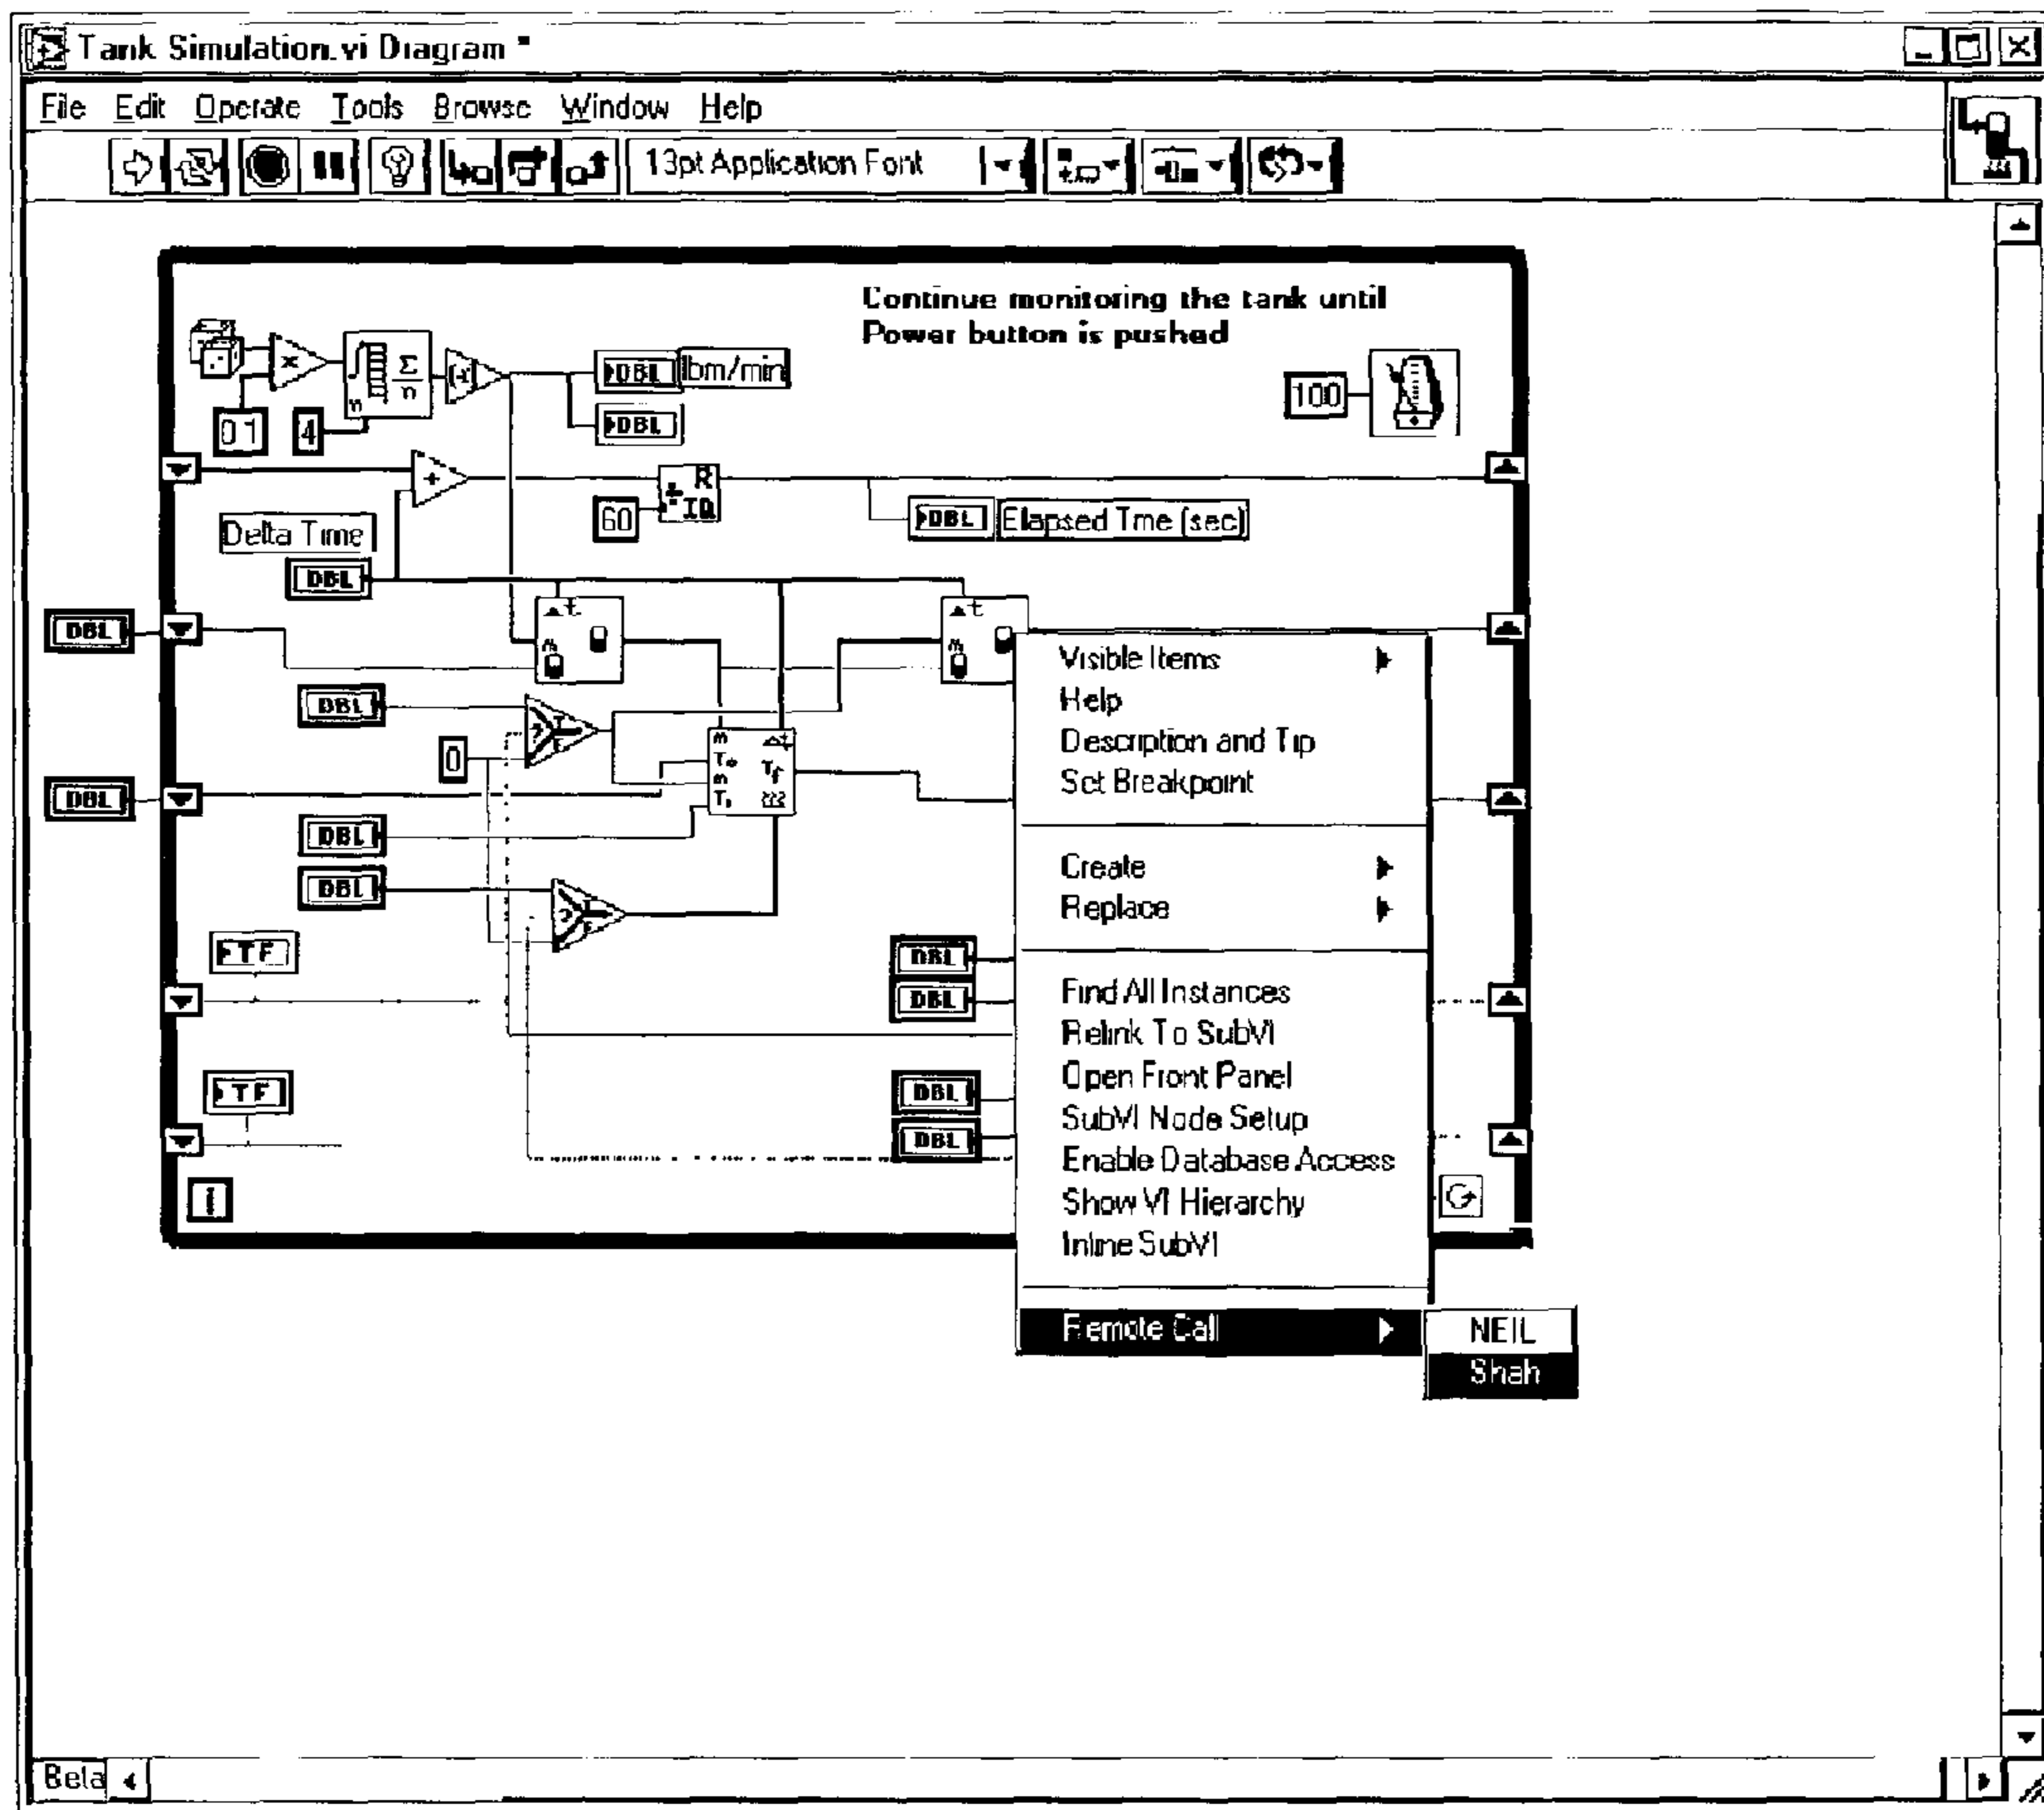 Tank Simulation.vi Diagram *
File Edit Operate Tools Browse Window Help
13pt Application Font
Continue monitoring the tank until
Power button is pushed
x
Σ
n
n
DBL lbm/min
DBL
0.1
4
100
+
R
IQ
60
DBL Elapsed Tme (sec)
Delta Time
DBL
DBL
t
m
t
m
DBL
0
m
T
m
T
t
Tf
DBL
DBL
DBL
TF
TF
DBL
DBL
DBL
DBL
i
Visible Items
Help
Description and Tip
Set Breakpoint
Create
Replace
Find All Instances
Relink To SubVI
Open Front Panel
SubVI Node Setup
Enable Database Access
Show VI Hierarchy
Inline SubVI
Remote Call
NEIL
Shah
Beta